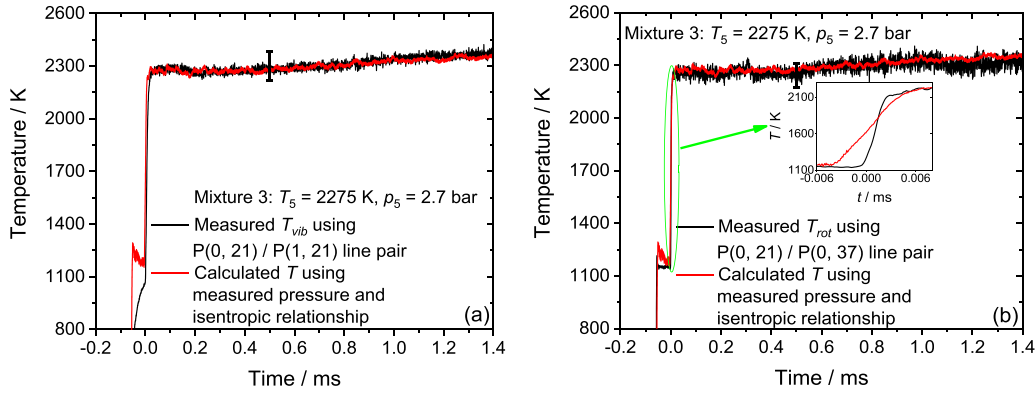 Temperature / K
2600
2300
2000
1700
1400
1100
800
-0.2 0.0 0.2 0.4 0.6 0.8 1.0 1.2 1.4
Time / ms
Mixture 3: T5 = 2275 K, p5 = 2.7 bar
Measured Tvib using
P(0, 21) / P(1, 21) line pair
Calculated T using
measured pressure and
isentropic relationship
(a)
Temperature / K
2600
2300
2000
1700
1400
1100
800
-0.2 0.0 0.2 0.4 0.6 0.8 1.0 1.2 1.4
Time / ms
Mixture 3: T5 = 2275 K, p5 = 2.7 bar
T / K
2100
1600
1100
-0.006 0.000 0.006
t / ms
Measured Trot using
P(0, 21) / P(0, 37) line pair
Calculated T using
measured pressure and
isentropic relationship
(b)